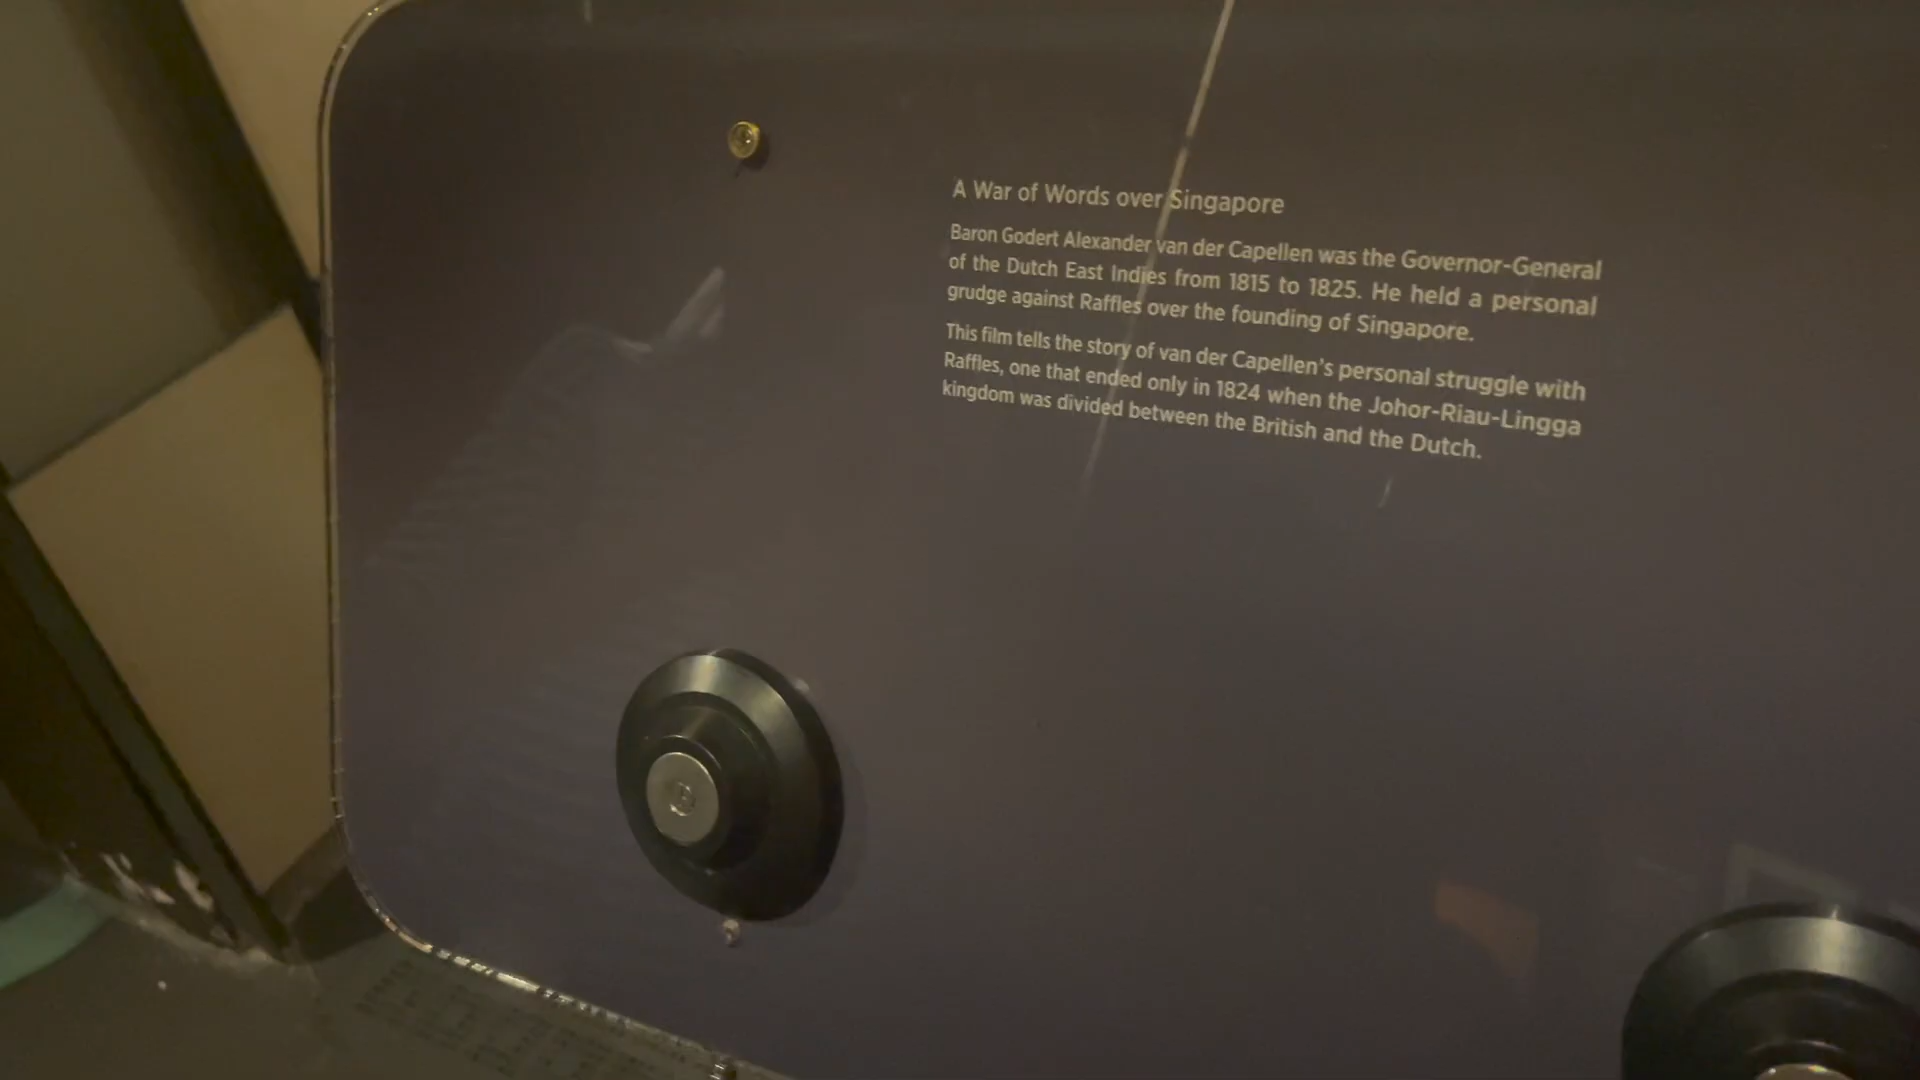 A War of Words over Singapore
Baron Godert Alexander van der Capellen was the Governor-General
of the Dutch East Indies from 1815 to 1825. He held a personal
grudge against Raffles over the founding of Singapore.
This film tells the story of van der Capellen's personal struggle with
Raffles, one that ended only in 1824 when the Johor-Riau-Lingga
kingdom was divided between the British and the Dutch.